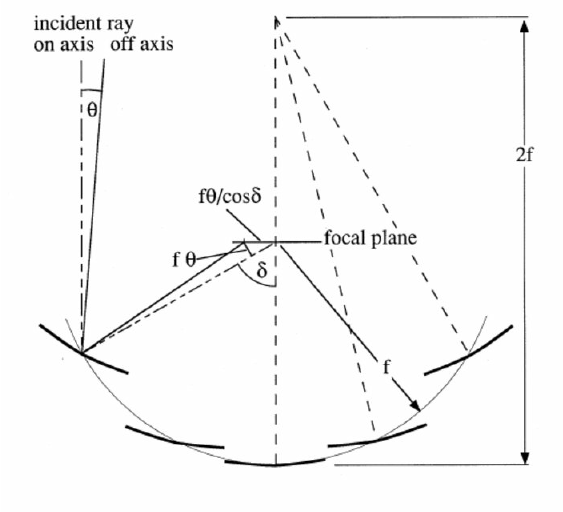 incident ray
on axis off axis
θ
2f
fθ/cosδ
focal plane
f θ
δ
f